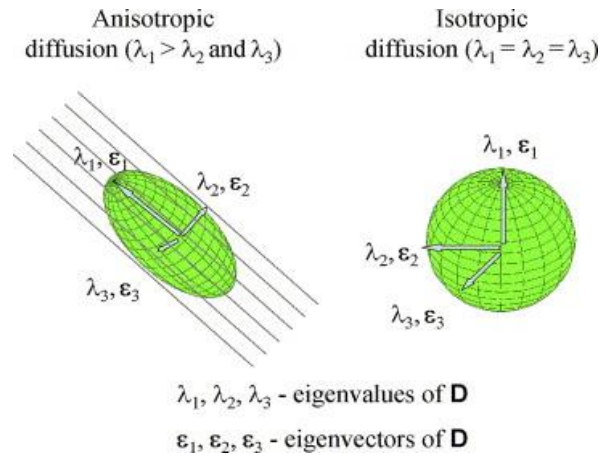 Anisotropic
diffusion (λ₁ > λ₂ and λ₃)
Isotropic
diffusion (λ₁ = λ₂ = λ₃)
λ₁, ε₁
λ₂, ε₂
λ₃, ε₃
λ₁, ε₁
λ₂, ε₂
λ₃, ε₃
λ₁, λ₂, λ₃ - eigenvalues of D
ε₁, ε₂, ε₃ - eigenvectors of D